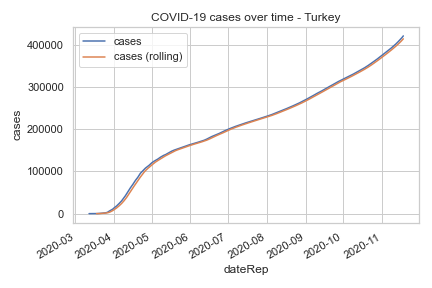 COVID-19 cases over time - Turkey
cases
cases (rolling)
400000
300000
200000
100000
0
cases
2020-03
2020-04
2020-05
2020-06
2020-07
2020-08
2020-09
2020-10
2020-11
dateRep